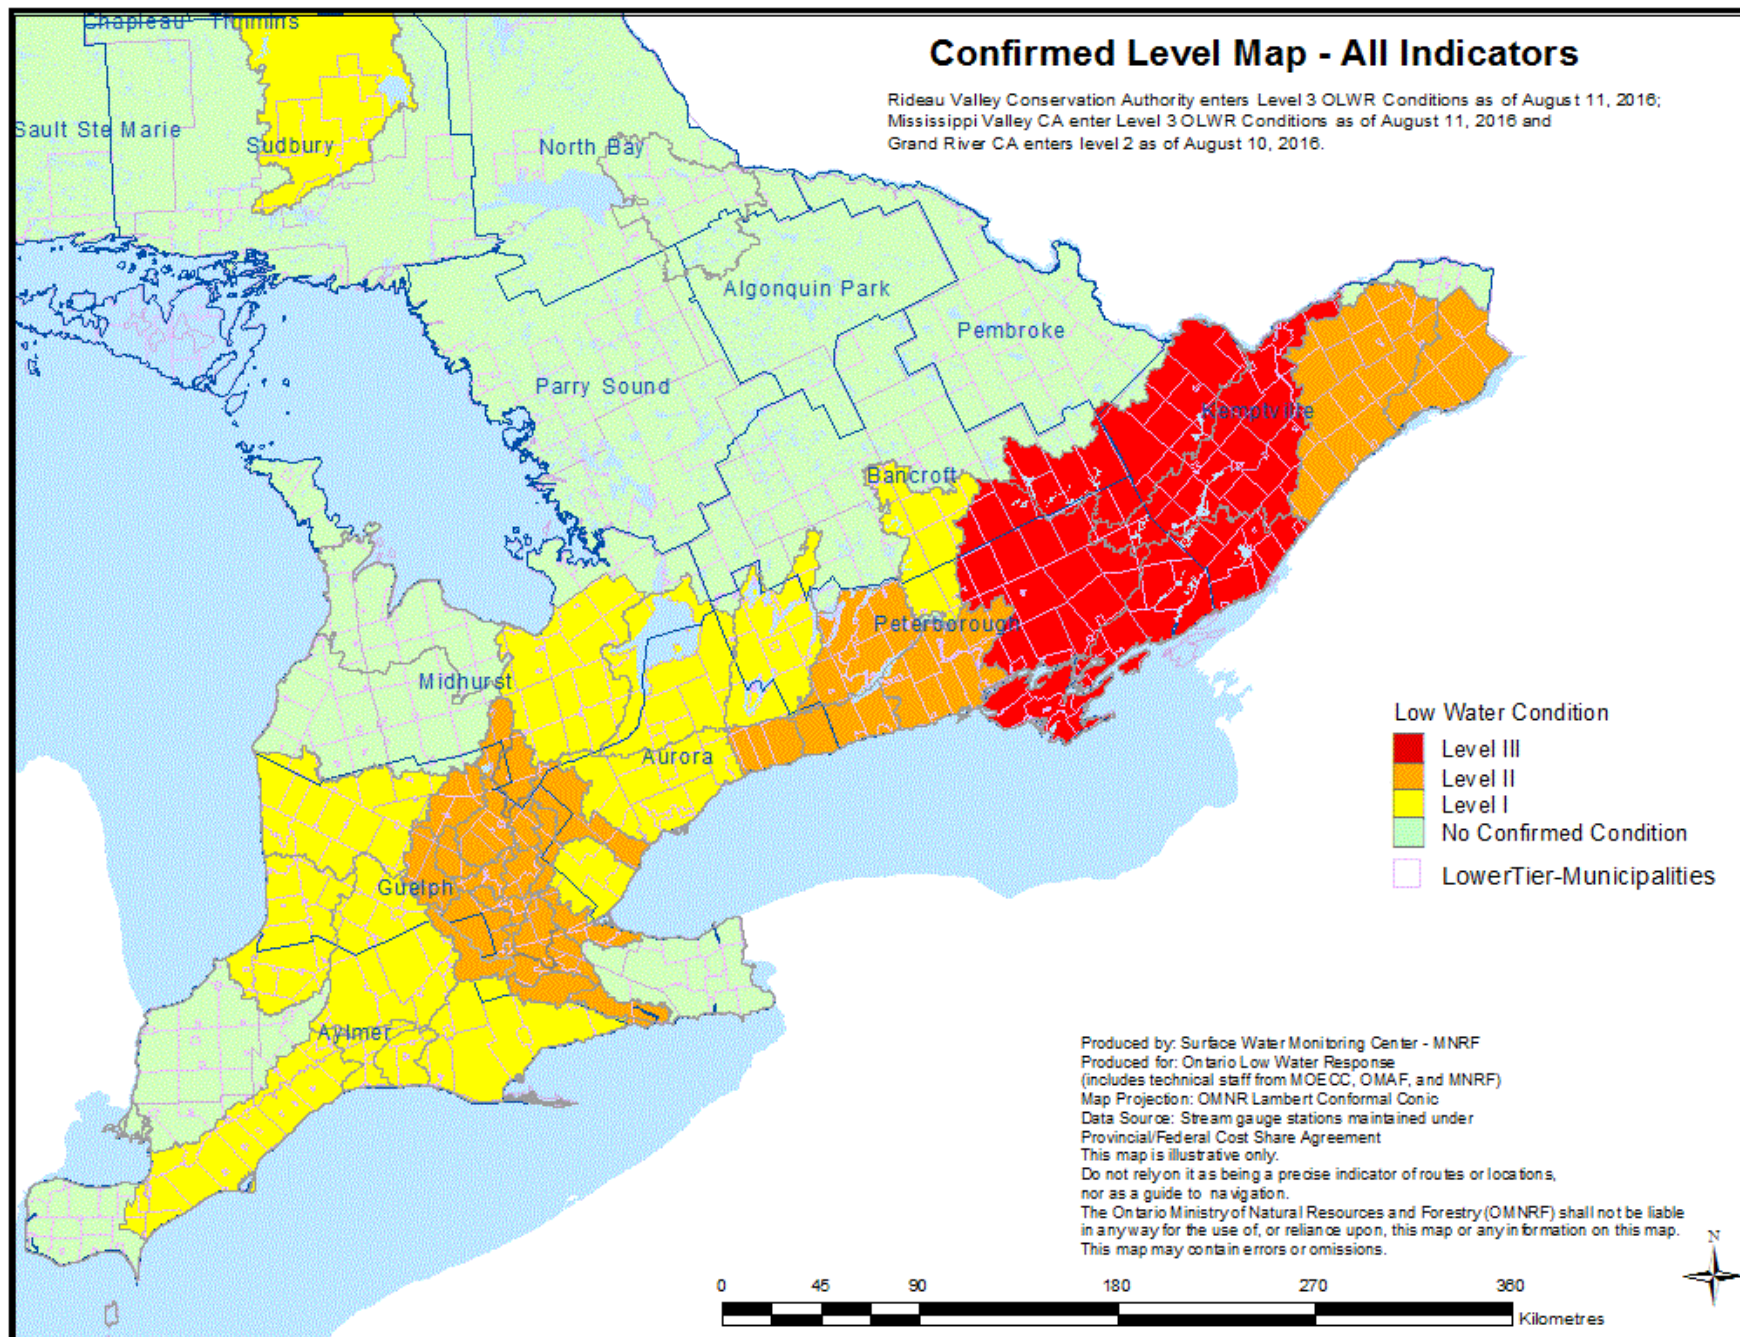 Confirmed Level Map - All Indicators
Rideau Valley Conservation Authority enters Level 3 OLWR Conditions as of August 11, 2016;
Mississippi Valley CA enter Level 3 OLWR Conditions as of August 11, 2016 and
Grand River CA enters level 2 as of August 10, 2016.
Chapleau Timmins
Sault Ste Marie
Sudbury
North Bay
Algonquin Park
Pembroke
Parry Sound
Kemptville
Bancroft
Peterborough
Midhurst
Aurora
Guelph
Aylmer
Low Water Condition
Level III
Level II
Level I
No Confirmed Condition
LowerTier-Municipalities
Produced by: Surface Water Monitoring Center - MNRF
Produced for: Ontario Low Water Response
(includes technical staff from MOECC, OMAF, and MNRF)
Map Projection: OMNR Lambert Conformal Conic
Data Source: Stream gauge stations maintained under
Provincial/Federal Cost Share Agreement
This map is illustrative only.
Do not rely on it as being a precise indicator of routes or locations,
nor as a guide to navigation.
The Ontario Ministry of Natural Resources and Forestry (OMNRF) shall not be liable
in any way for the use of, or reliance upon, this map or any information on this map.
This map may contain errors or omissions.
N
0 45 90 180 270 360
Kilometres